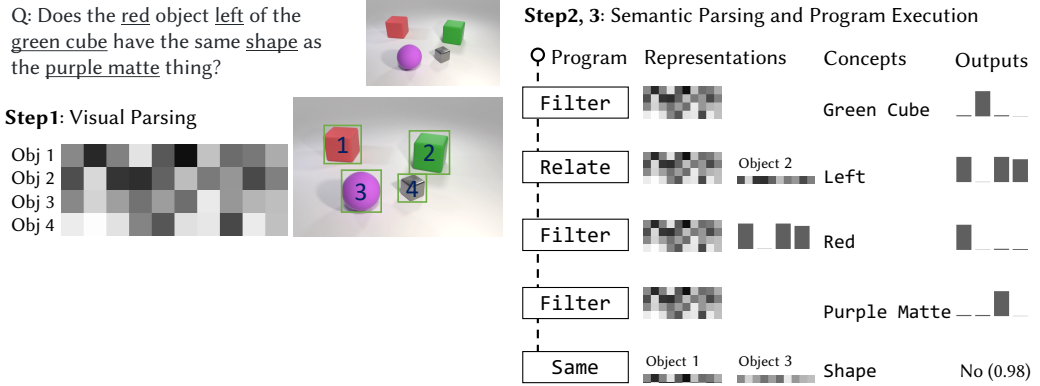 Q: Does the red object left of the
green cube have the same shape as
the purple matte thing?
Step1: Visual Parsing
Obj 1
Obj 2
Obj 3
Obj 4
1
2
3
4
Step2, 3: Semantic Parsing and Program Execution
Program Representations Concepts Outputs
Filter Green Cube
Relate Object 2 Left
Filter Red
Filter Purple Matte
Same Object 1 Object 3 Shape No (0.98)